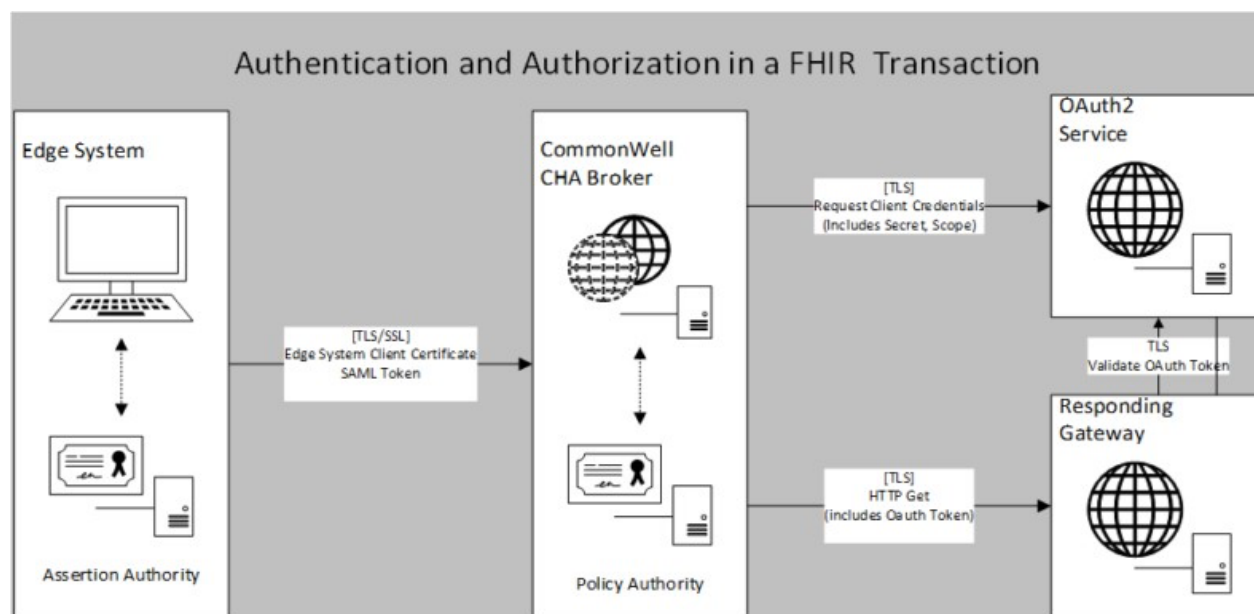 Authentication and Authorization in a FHIR Transaction
Edge System
Assertion Authority
[TLS/SSL]
Edge System Client Certificate
SAML Token
CommonWell
CHA Broker
Policy Authority
[TLS]
Request Client Credentials
(Includes Secret, Scope)
[TLS]
HTTP Get
(includes Oauth Token)
OAuth2
Service
TLS
Validate OAuth Token
Responding
Gateway